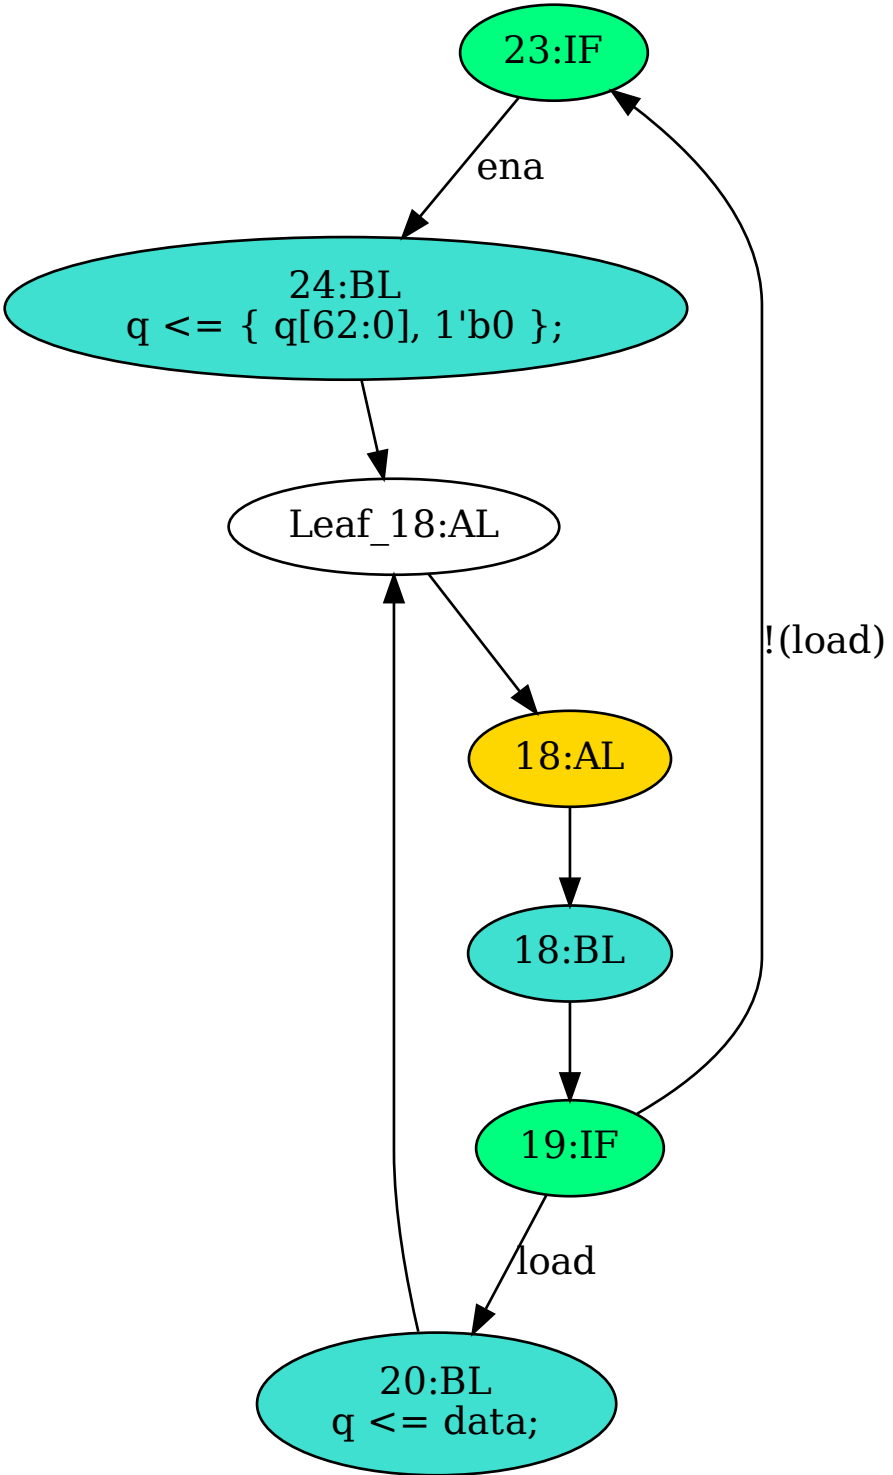 23:IF
ena
24:BL
q <= { q[62:0], 1'b0 };
Leaf_18:AL
!(load)
18:AL
18:BL
19:IF
load
20:BL
q <= data;